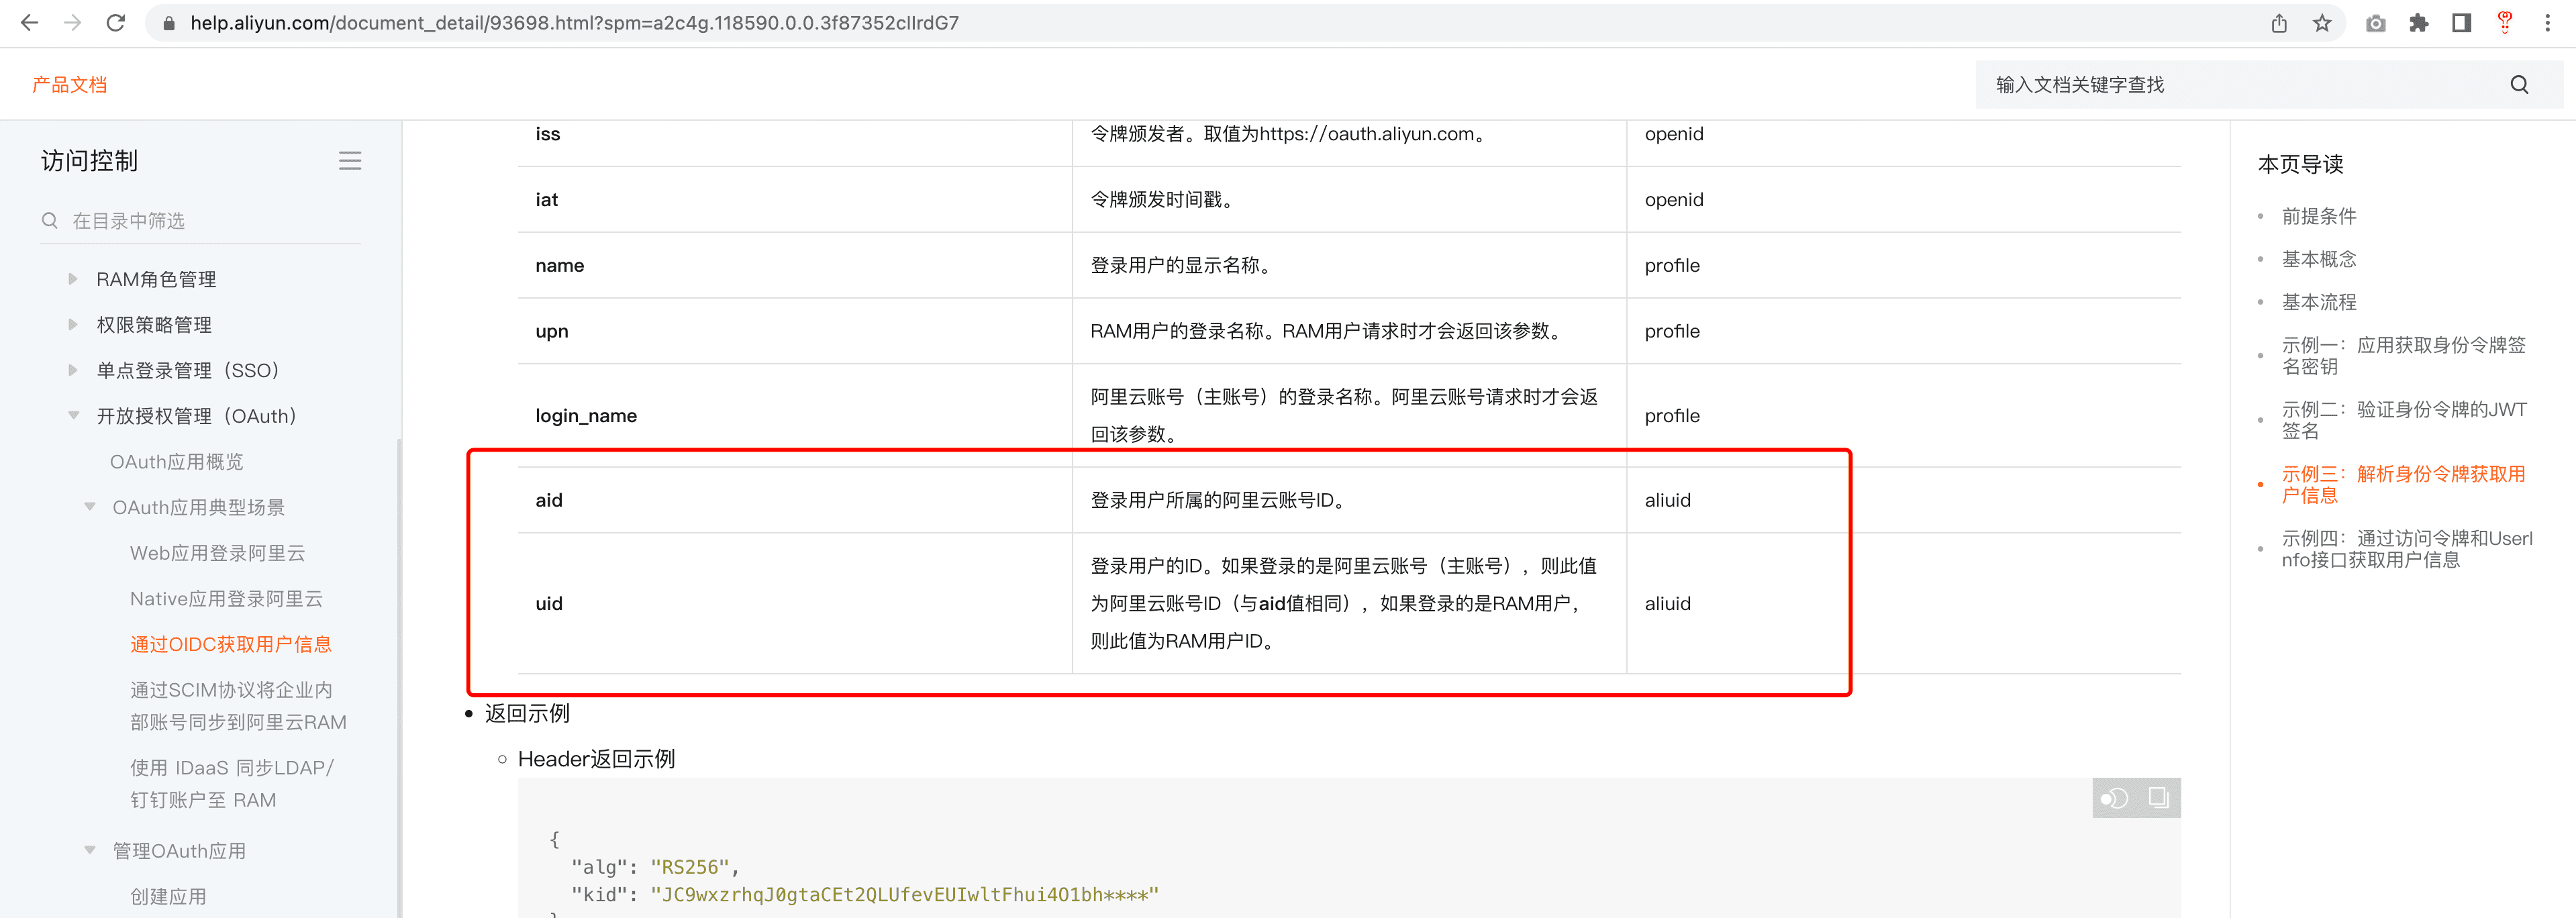 help.aliyun.com/document_detail/93698.html?spm=a2c4g.118590.0.0.3f87352clIrdG7
产品文档
输入文档关键字查找
访问控制
在目录中筛选
RAM角色管理
权限策略管理
单点登录管理（SSO）
开放授权管理（OAuth）
OAuth应用概览
OAuth应用典型场景
Web应用登录阿里云
Native应用登录阿里云
通过OIDC获取用户信息
通过SCIM协议将企业内
部账号同步到阿里云RAM
使用 IDaaS 同步LDAP/
钉钉账户至 RAM
管理OAuth应用
创建应用
iss
令牌颁发者。取值为https://oauth.aliyun.com。
openid
iat
令牌颁发时间戳。
openid
name
登录用户的显示名称。
profile
upn
RAM用户的登录名称。RAM用户请求时才会返回该参数。
profile
login_name
阿里云账号（主账号）的登录名称。阿里云账号请求时才会返
回该参数。
profile
aid
登录用户所属的阿里云账号ID。
aliuid
uid
登录用户的ID。如果登录的是阿里云账号（主账号），则此值
为阿里云账号ID（与aid值相同），如果登录的是RAM用户，
则此值为RAM用户ID。
aliuid
返回示例
Header返回示例
{
"alg": "RS256",
"kid": "JC9wxzrhqJ0gtaCEt2QLUfevEUIwltFhui4O1bh****"
}
本页导读
前提条件
基本概念
基本流程
示例一：应用获取身份令牌签
名密钥
示例二：验证身份令牌的JWT
签名
示例三：解析身份令牌获取用
户信息
示例四：通过访问令牌和UserI
nfo接口获取用户信息